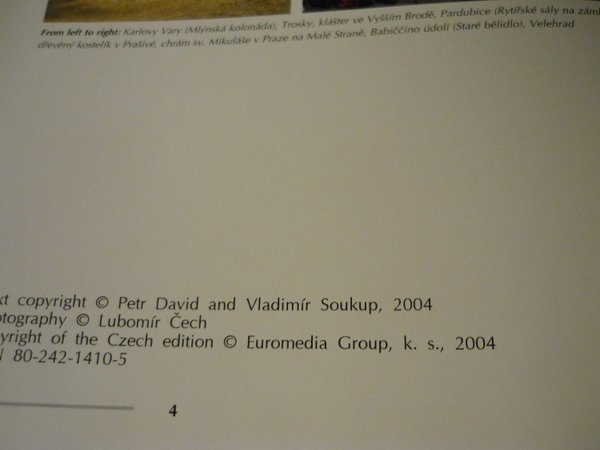 From left to right: Karlovy Vary (Mlýnská kolonáda), Trosky, klášter ve Vyšším Brodě, Pardubice (Rytířské sály na zám
dřevěný kostelík v Prašivé, chrám sv. Mikuláše v Praze na Malé Straně, Babiččino údolí (Staré bělidlo), Velehrad
xt copyright © Petr David and Vladimír Soukup, 2004
otography © Lubomír Čech
yright of the Czech edition © Euromedia Group, k. s., 2004
N 80-242-1410-5
4